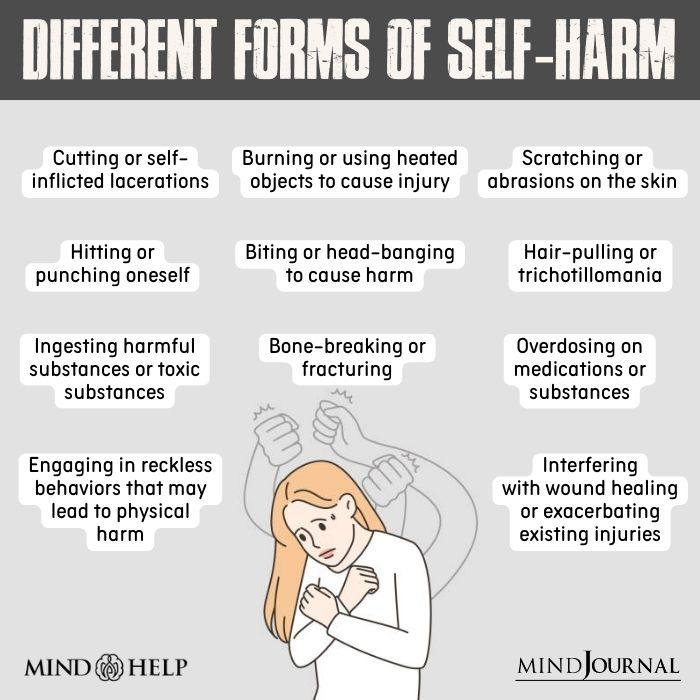 DIFFERENT FORMS OF SELF-HARM
Cutting or self-
inflicted lacerations
Burning or using heated
objects to cause injury
Scratching or
abrasions on the skin
Hitting or
punching oneself
Biting or head-banging
to cause harm
Hair-pulling or
trichotillomania
Ingesting harmful
substances or toxic
substances
Bone-breaking or
fracturing
Overdosing on
medications or
substances
Engaging in reckless
behaviors that may
lead to physical
harm
Interfering
with wound healing
or exacerbating
existing injuries
MIND HELP
MINDJOURNAL